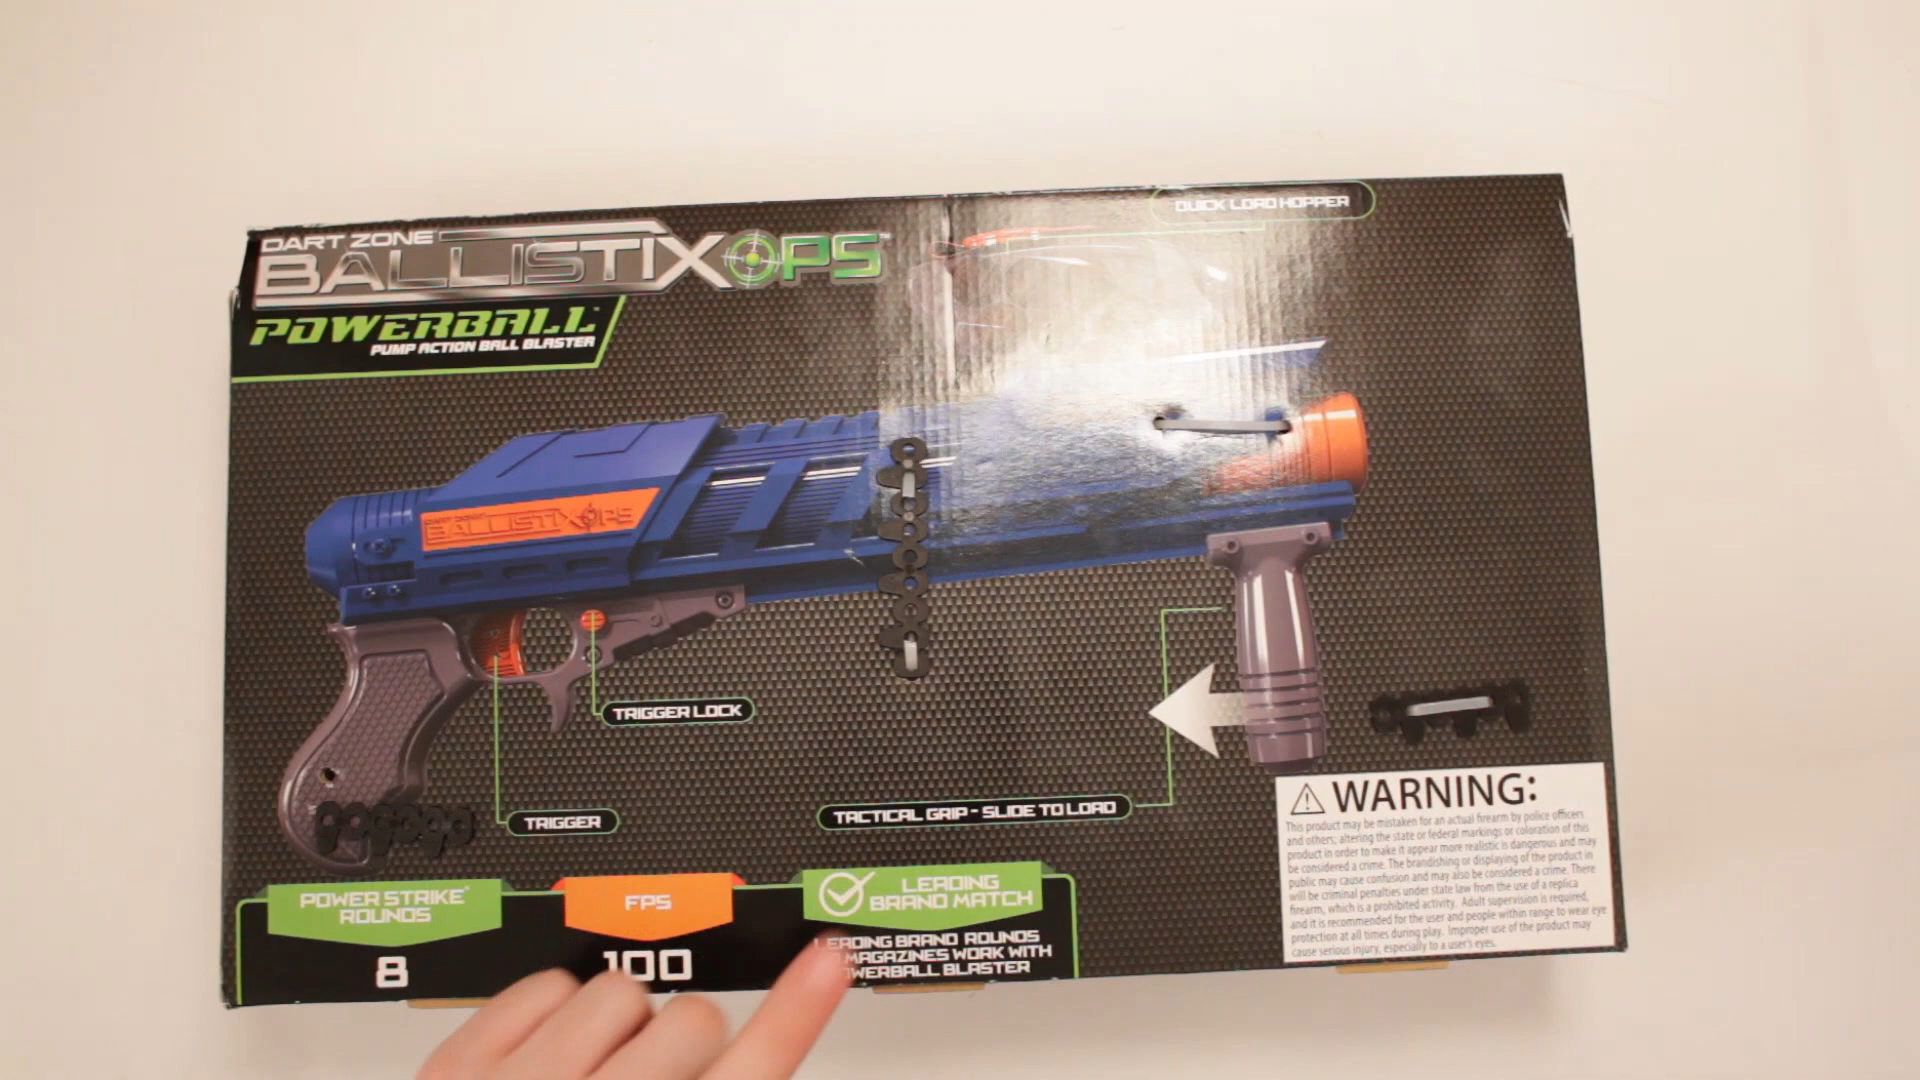 QUICK LOAD HOPPER
DART ZONE
BALLISTIX OPS
POWERBALL
PUMP ACTION BALL BLASTER
DART ZONE
BALLISTIX OPS
TRIGGER LOCK
TRIGGER
TACTICAL GRIP - SLIDE TO LOAD
POWER STRIKE
ROUNDS
8
FPS
100
LEADING
BRAND MATCH
LEADING BRAND ROUNDS
MAGAZINES WORK WITH
POWERBALL BLASTER
WARNING:
This product may be mistaken for an actual firearm by police officers
and others; altering the state or federal markings or coloration of this
product in order to make it appear more realistic is dangerous and may
be considered a crime. The brandishing or displaying of the product in
public may cause confusion and may also be considered a crime. There
will be criminal penalties under state law from the use of a replica
firearm, which is a prohibited activity. Adult supervision is required,
and it is recommended for the user and people within range to wear eye
protection at all times during play. Improper use of the product may
cause serious injury, especially to a user's eyes.